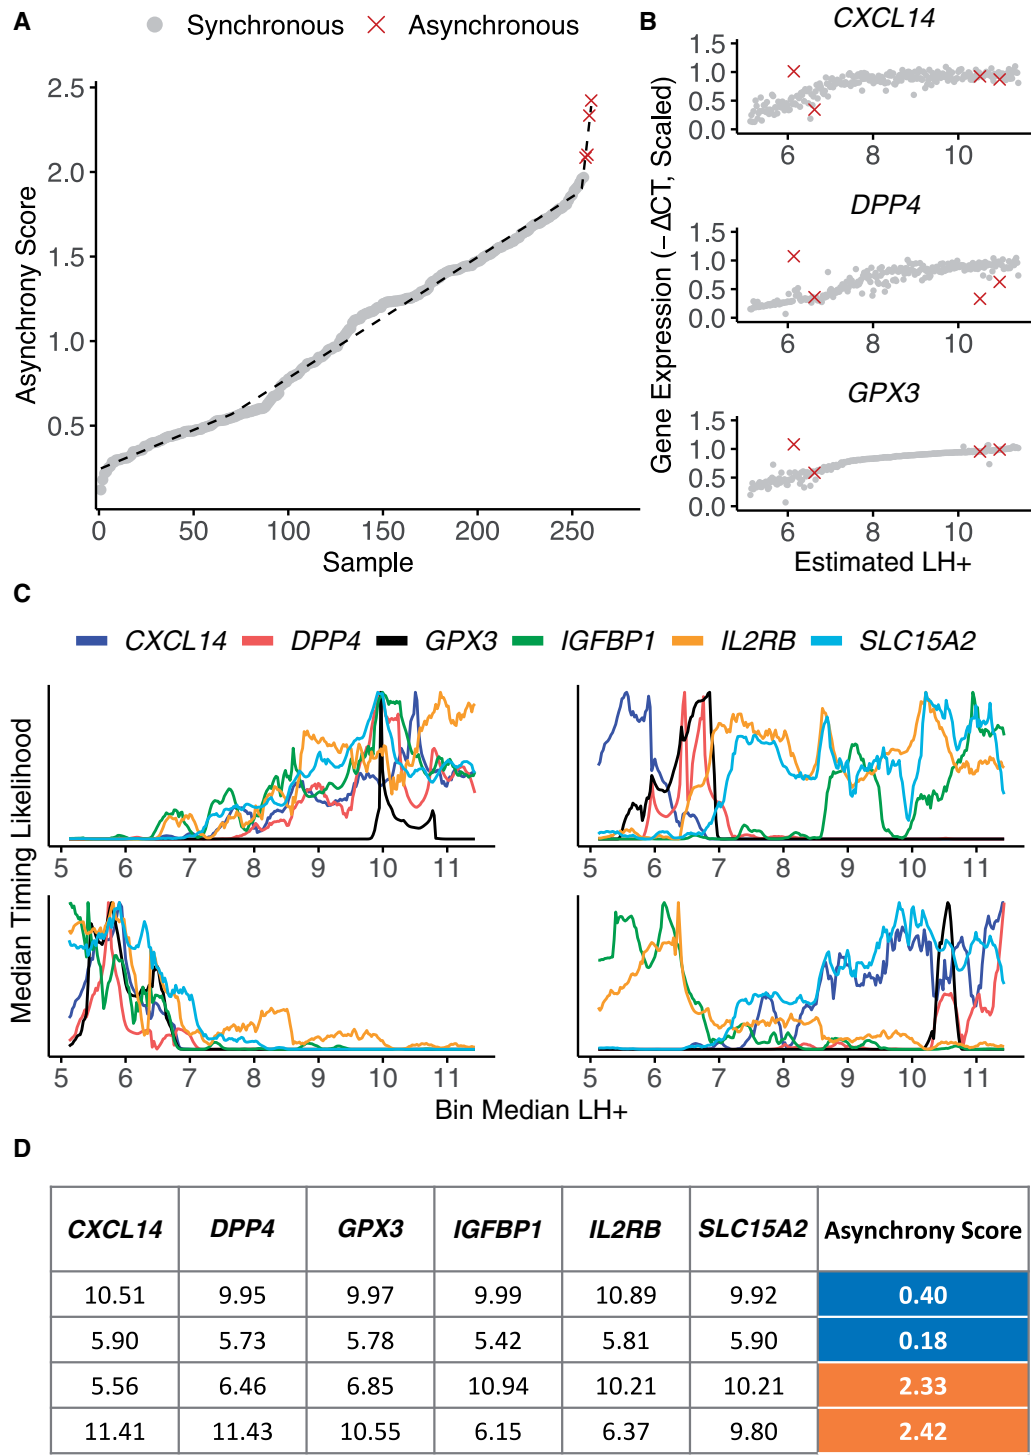 A
Synchronous Asynchronous
Asynchrony Score
2.5
2.0
1.5
1.0
0.5
0 50 100 150 200 250
Sample
B
Gene Expression (−ΔCT, Scaled)
CXCL14
1.5
1.0
0.5
0.0
6 8 10
DPP4
1.5
1.0
0.5
0.0
6 8 10
GPX3
1.5
1.0
0.5
0.0
6 8 10
Estimated LH+
C
CXCL14 DPP4 GPX3 IGFBP1 IL2RB SLC15A2
Median Timing Likelihood
5 6 7 8 9 10 11
5 6 7 8 9 10 11
5 6 7 8 9 10 11
5 6 7 8 9 10 11
Bin Median LH+
D
CXCL14 DPP4 GPX3 IGFBP1 IL2RB SLC15A2 Asynchrony Score
10.51 9.95 9.97 9.99 10.89 9.92 0.40
5.90 5.73 5.78 5.42 5.81 5.90 0.18
5.56 6.46 6.85 10.94 10.21 10.21 2.33
11.41 11.43 10.55 6.15 6.37 9.80 2.42